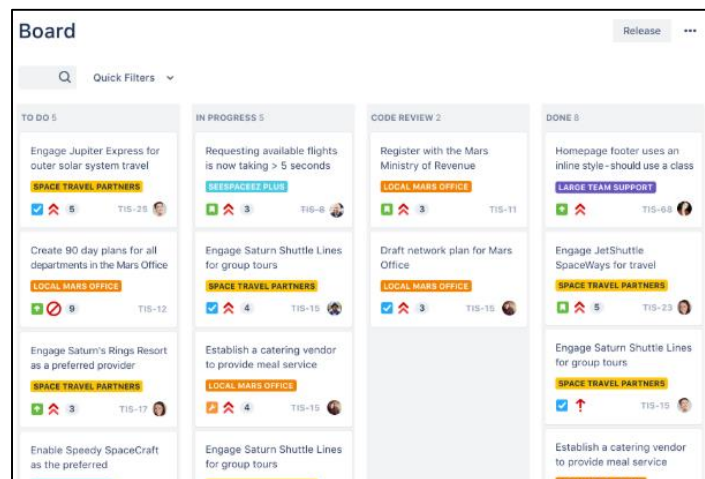 Board
Release
Quick Filters
TO DO 5
Engage Jupiter Express for
outer solar system travel
SPACE TRAVEL PARTNERS
5
TIS-25
Create 90 day plans for all
departments in the Mars Office
LOCAL MARS OFFICE
9
TIS-12
Engage Saturn's Rings Resort
as a preferred provider
SPACE TRAVEL PARTNERS
3
TIS-17
Enable Speedy SpaceCraft
as the preferred
IN PROGRESS 5
Requesting available flights
is now taking > 5 seconds
SEESPACEEZ PLUS
3
TIS-8
Engage Saturn Shuttle Lines
for group tours
SPACE TRAVEL PARTNERS
4
TIS-15
Establish a catering vendor
to provide meal service
LOCAL MARS OFFICE
4
TIS-15
Engage Saturn Shuttle Lines
for group tours
CODE REVIEW 2
Register with the Mars
Ministry of Revenue
LOCAL MARS OFFICE
3
TIS-11
Draft network plan for Mars
Office
LOCAL MARS OFFICE
3
TIS-15
DONE 8
Homepage footer uses an
inline style-should use a class
LARGE TEAM SUPPORT
TIS-68
Engage JetShuttle
SpaceWays for travel
SPACE TRAVEL PARTNERS
5
TIS-23
Engage Saturn Shuttle Lines
for group tours
SPACE TRAVEL PARTNERS
TIS-15
Establish a catering vendor
to provide meal service